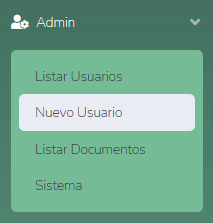 Admin
Listar Usuarios
Nuevo Usuario
Listar Documentos
Sistema